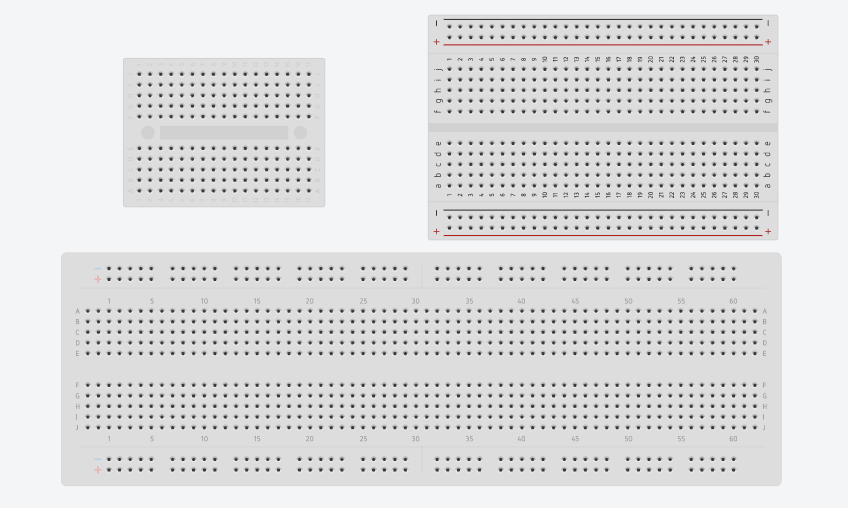 − −
+ +
1 2 3 4 5 6 7 8 9 10 11 12 13 14 15 16 17 18 19 20 21 22 23 24 25 26 27 28 29 30
j j
i i
h h
g g
f f
e e
d d
c c
b b
a a
1 2 3 4 5 6 7 8 9 10 11 12 13 14 15 16 17 18 19 20 21 22 23 24 25 26 27 28 29 30
− −
+ +
−
+
1 5 10 15 20 25 30 35 40 45 50 55 60
A A
B B
C C
D D
E E
F F
G G
H H
I I
J J
1 5 10 15 20 25 30 35 40 45 50 55 60
−
+